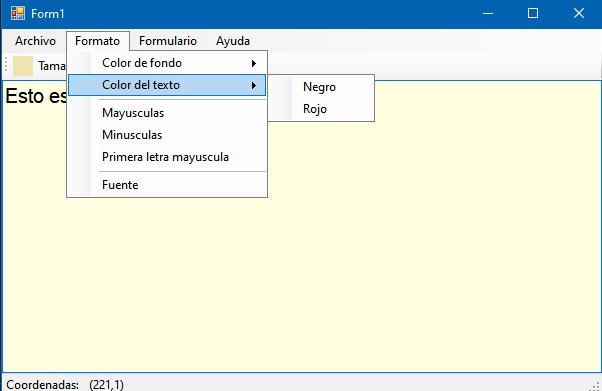 Form1
Archivo Formato Formulario Ayuda
Tama
Color de fondo
Color del texto
Negro
Rojo
Esto es
Mayusculas
Minusculas
Primera letra mayuscula
Fuente
Coordenadas: (221,1)